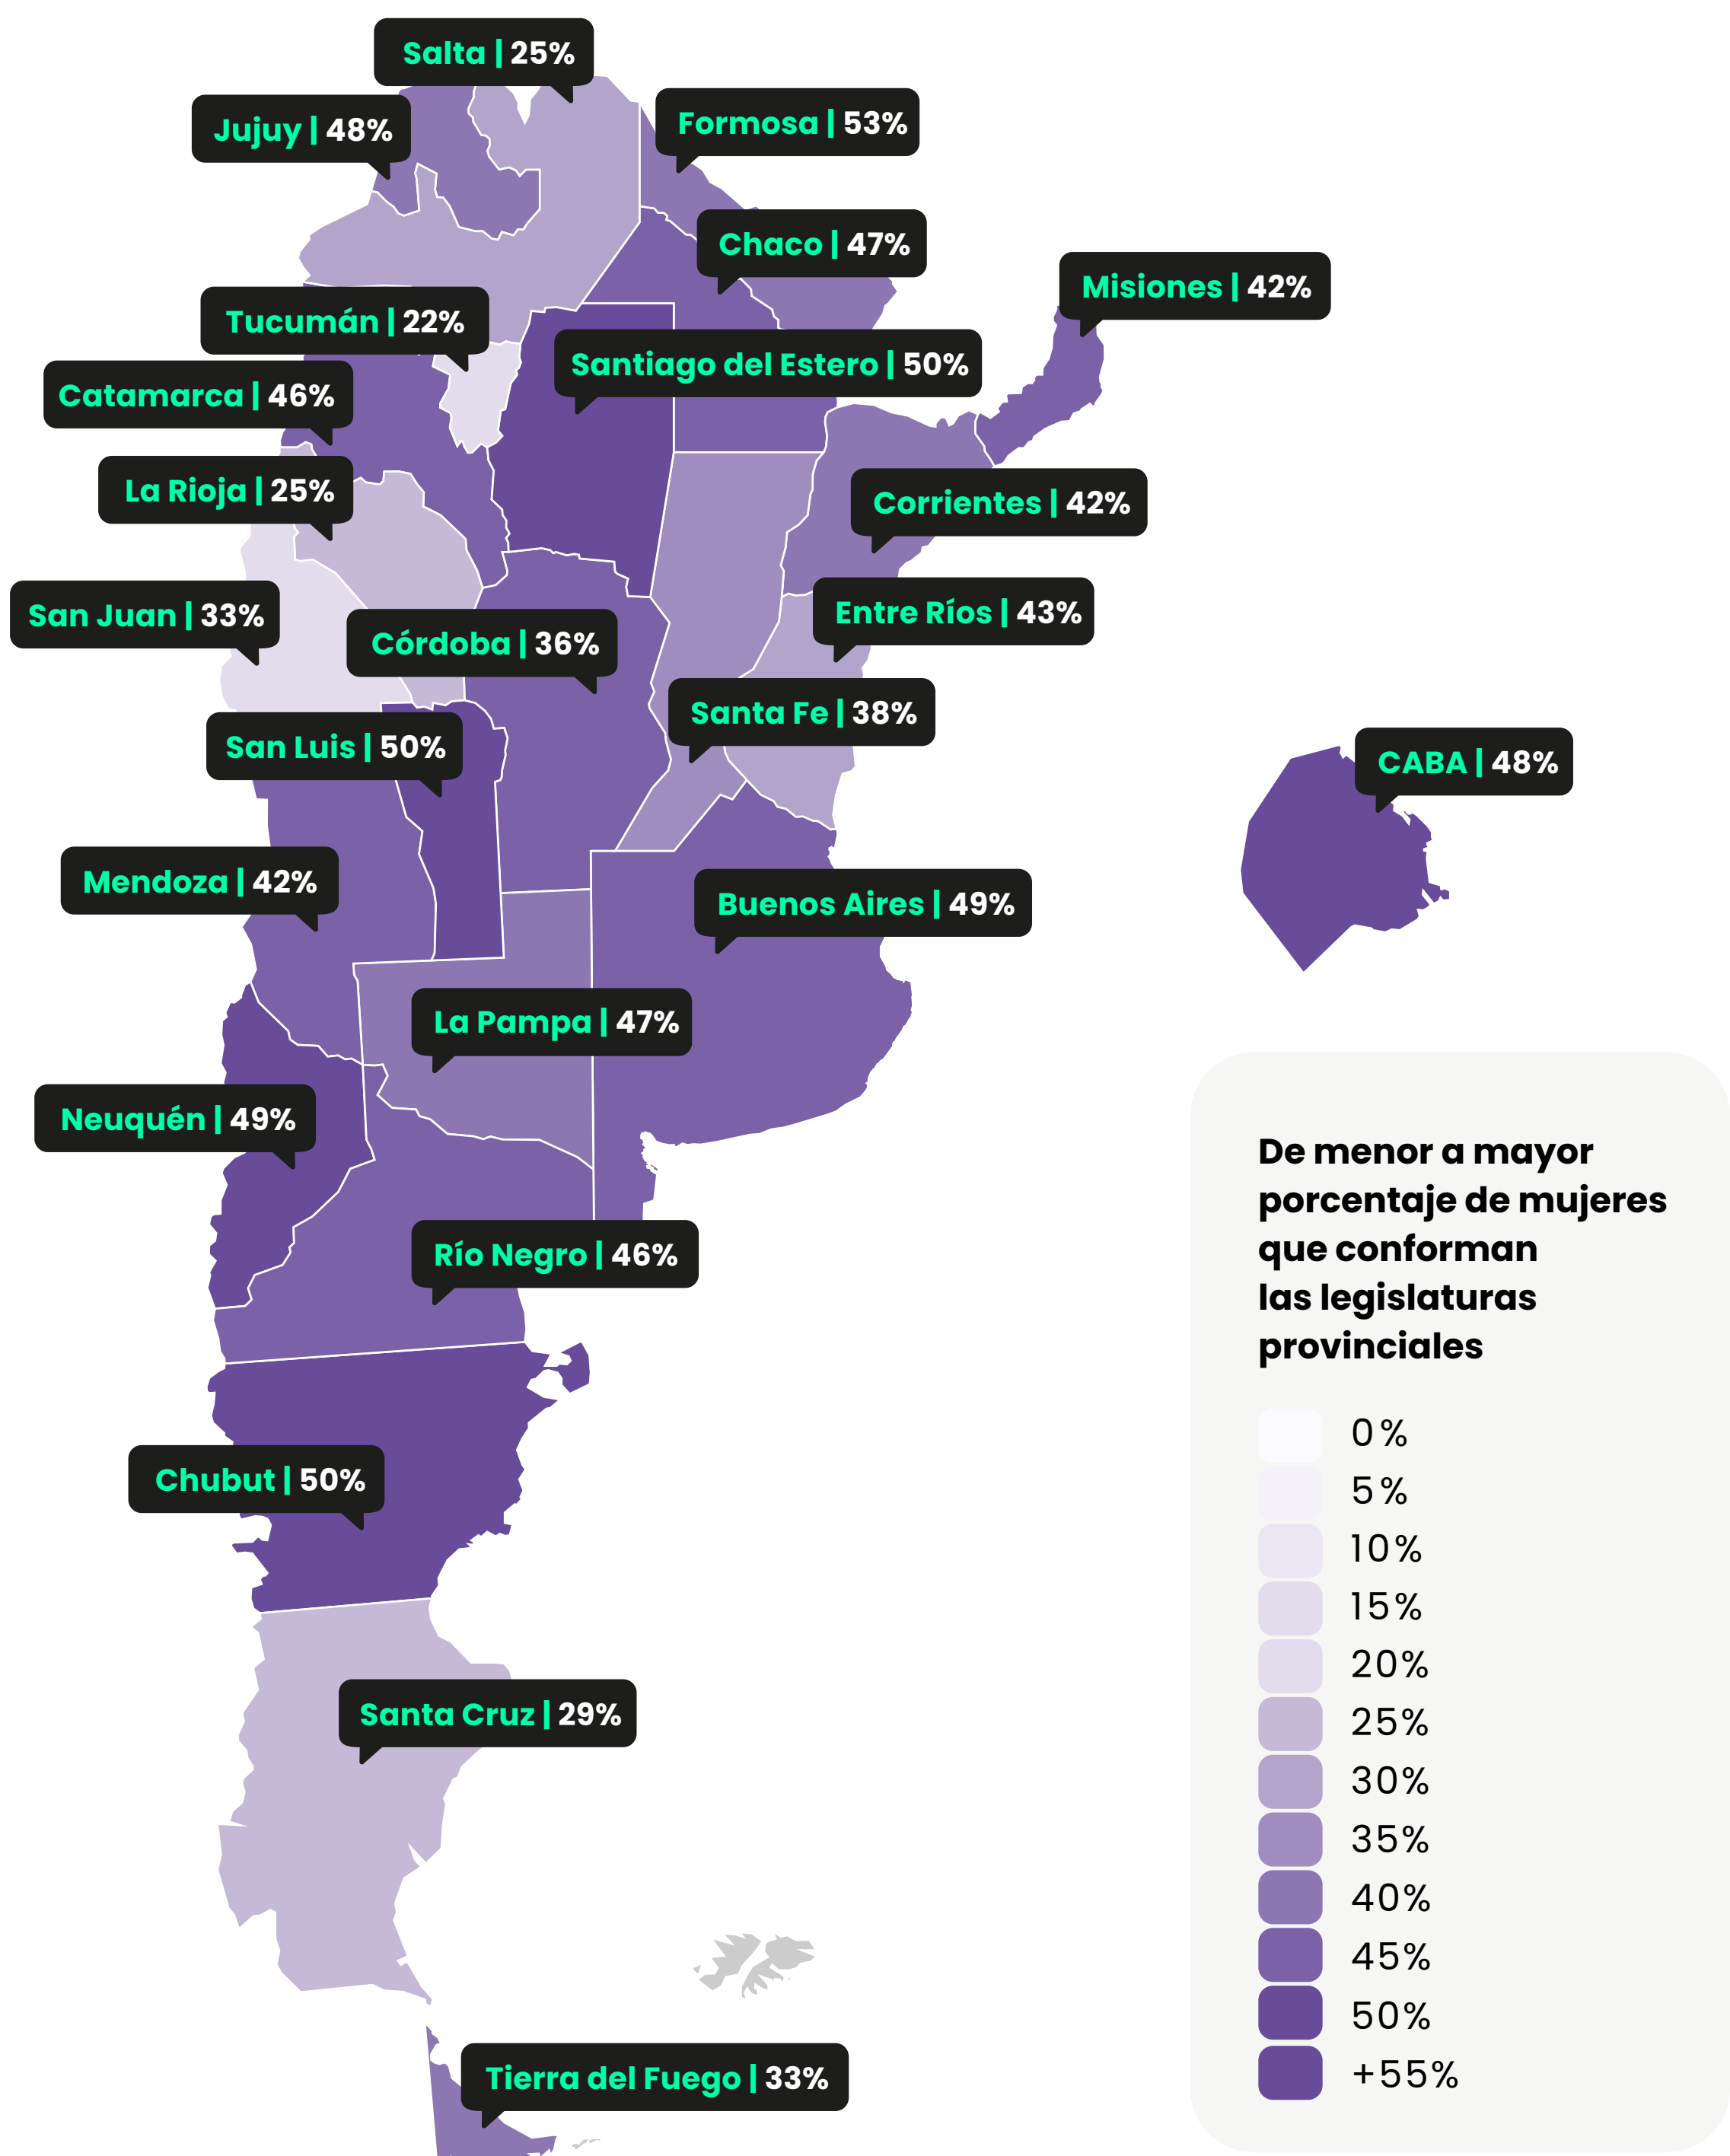 Salta | 25%
Jujuy | 48%
Formosa | 53%
Chaco | 47%
Misiones | 42%
Tucumán | 22%
Santiago del Estero | 50%
Catamarca | 46%
La Rioja | 25%
Corrientes | 42%
San Juan | 33%
Entre Ríos | 43%
Córdoba | 36%
Santa Fe | 38%
San Luis | 50%
CABA | 48%
Mendoza | 42%
Buenos Aires | 49%
La Pampa | 47%
Neuquén | 49%
Río Negro | 46%
Chubut | 50%
Santa Cruz | 29%
Tierra del Fuego | 33%
De menor a mayor
porcentaje de mujeres
que conforman
las legislaturas
provinciales
0%
5%
10%
15%
20%
25%
30%
35%
40%
45%
50%
+55%